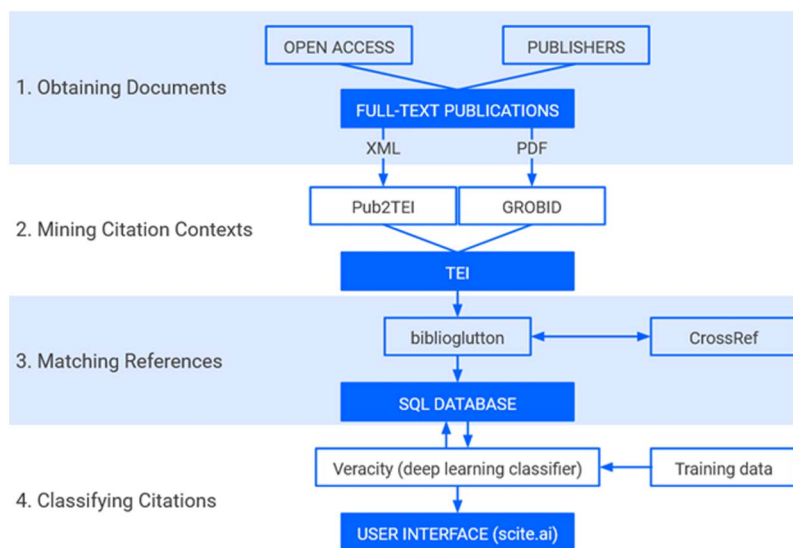 OPEN ACCESS
PUBLISHERS
1. Obtaining Documents
FULL-TEXT PUBLICATIONS
XML
PDF
Pub2TEI
GROBID
2. Mining Citation Contexts
TEI
biblioglutton
CrossRef
3. Matching References
SQL DATABASE
Veracity (deep learning classifier)
Training data
4. Classifying Citations
USER INTERFACE (scite.ai)